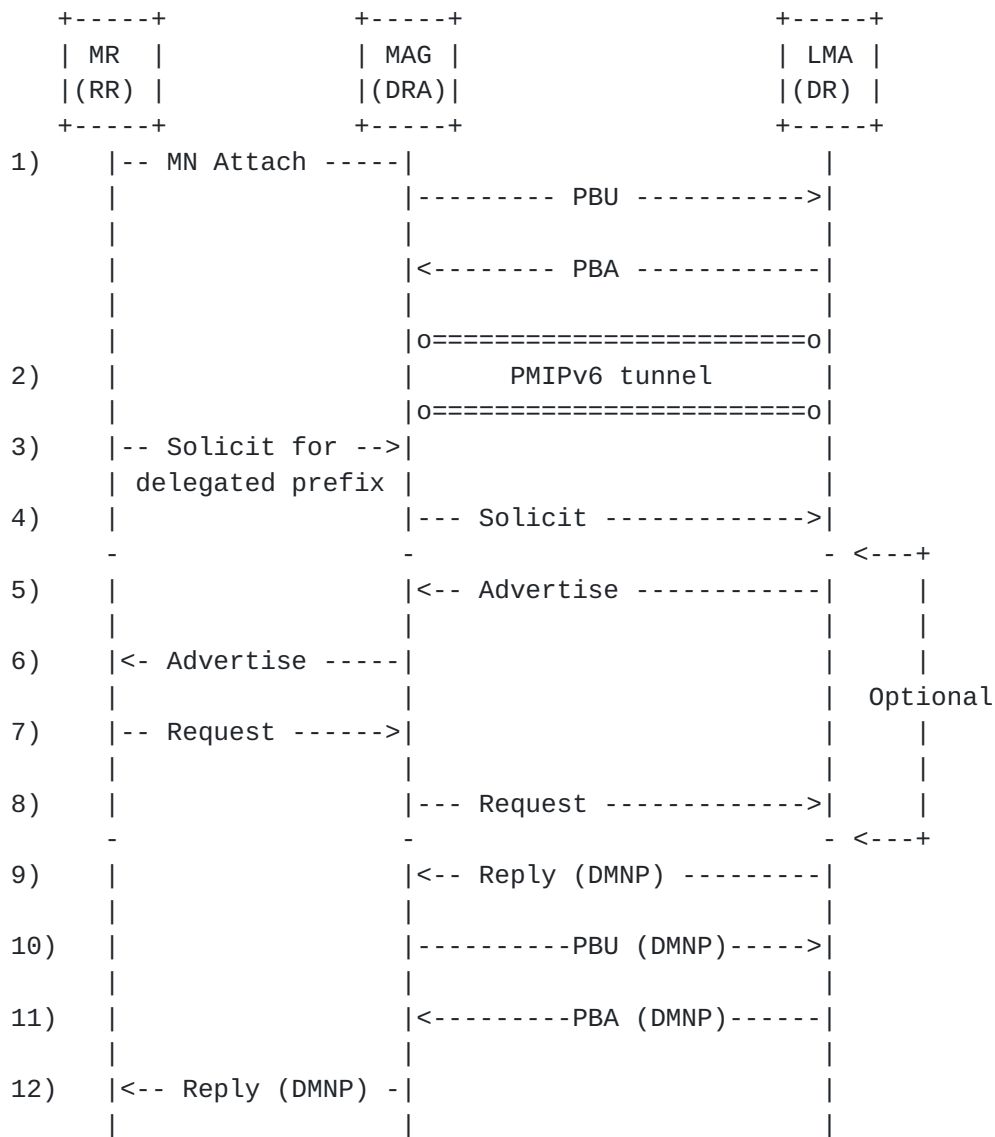 +-----+            +-----+                    +-----+
   | MR  |            | MAG |                    | LMA |
   |(RR) |            |(DRA)|                    |(DR) |
   +-----+            +-----+                    +-----+
1)    |-- MN Attach -----|                          |
      |                  |--------- PBU ----------->|
      |                  |                          |
      |                  |<-------- PBA ------------|
      |                  |                          |
      |                  |o========================o|
2)    |                  |      PMIPv6 tunnel       |
      |                  |o========================o|
3)    |-- Solicit for -->|                          |
      | delegated prefix |                          |
4)    |                  |--- Solicit ------------->|
      -                  -                          - <---+
5)    |                  |<-- Advertise ------------|     |
      |                  |                          |     |
6)    |<- Advertise -----|                          |     |
      |                  |                          |  Optional
7)    |-- Request ------>|                          |     |
      |                  |                          |     |
8)    |                  |--- Request ------------->|     |
      -                  -                          - <---+
9)    |                  |<-- Reply (DMNP) ---------|
      |                  |                          |
10)   |                  |----------PBU (DMNP)----->|
      |                  |                          |
11)   |                  |<---------PBA (DMNP)------|
      |                  |                          |
12)   |<-- Reply (DMNP) -|                          |
      |                  |                          |